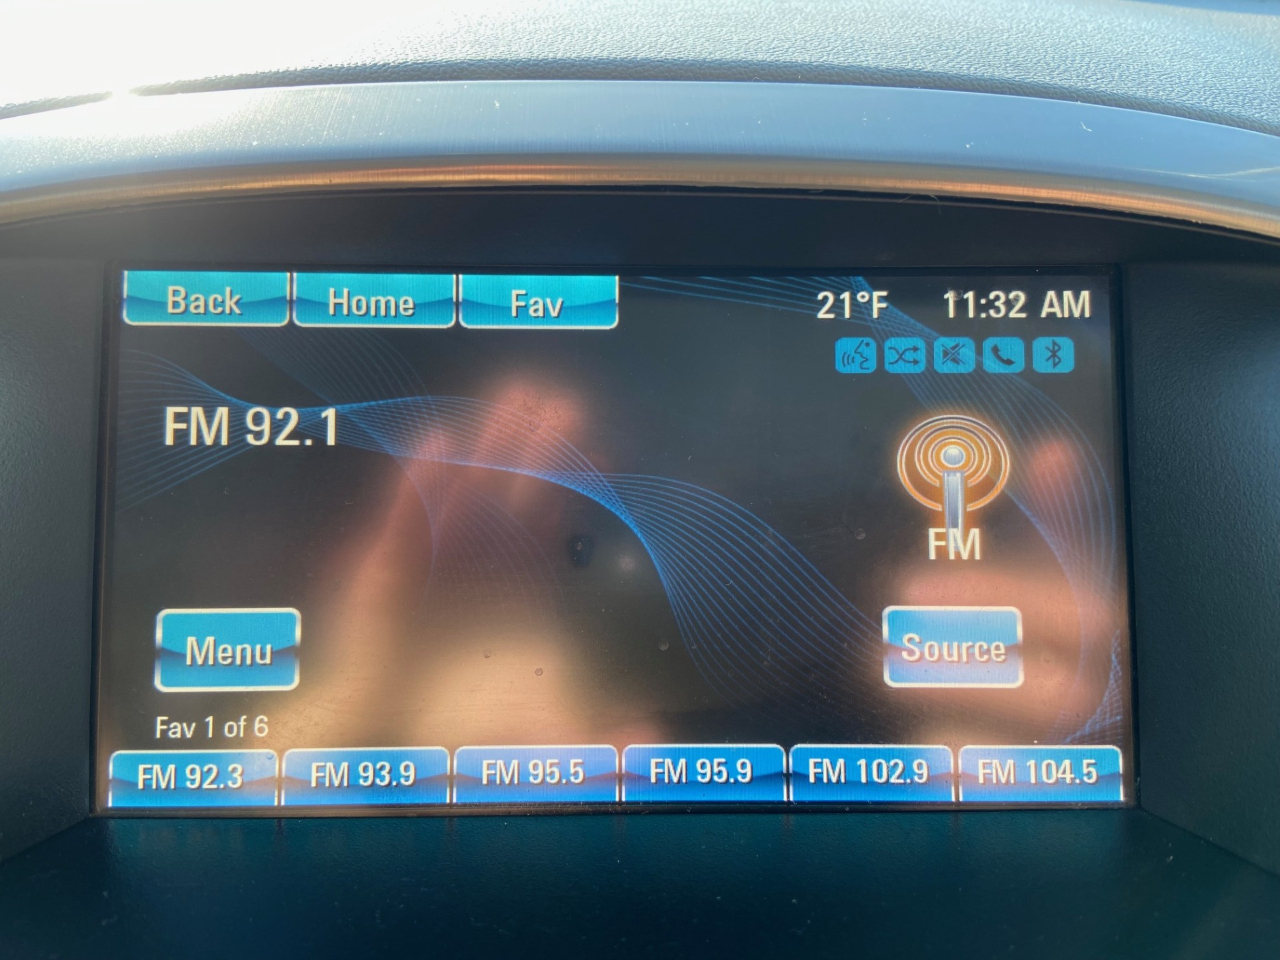 Back Home Fav 21°F 11:32 AM
FM 92.1
FM
Menu Source
Fav 1 of 6
FM 92.3 FM 93.9 FM 95.5 FM 95.9 FM 102.9 FM 104.5